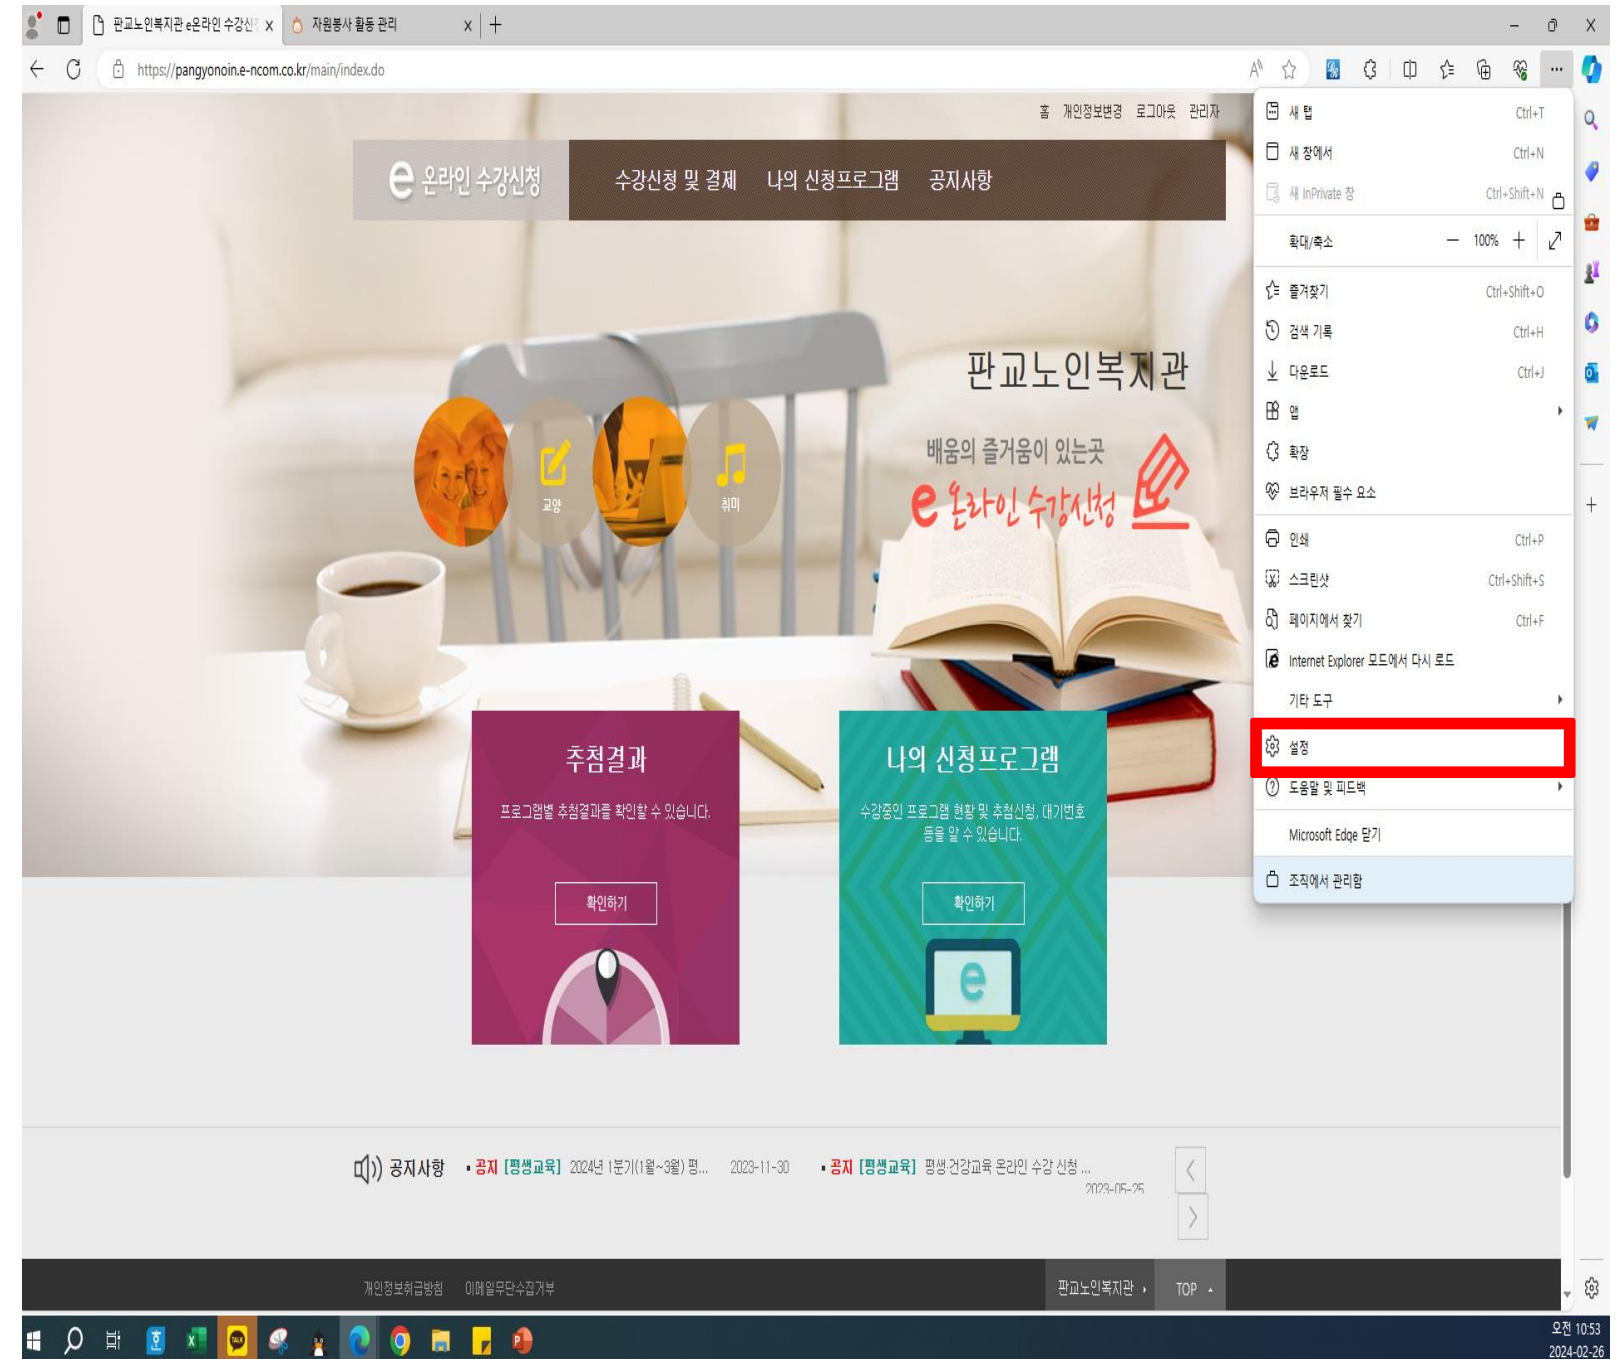 판교노인복지관 e온라인 수강신
자원봉사 활동 관리
https://pangyonoin.e-ncom.co.kr/main/index.do
홈 개인정보변경 로그아웃 관리자
e 온라인 수강신청
수강신청 및 결제 나의 신청프로그램 공지사항
판교노인복지관
배움의 즐거움이 있는곳
e 온라인 수강신청
교양
취미
추첨결과
프로그램별 추첨결과를 확인할 수 있습니다.
확인하기
나의 신청프로그램
수강중인 프로그램 현황 및 추첨신청, 대기번호
등을 알 수 있습니다.
확인하기
e
공지사항
공지 [평생교육] 2024년 1분기(1월~3월) 평... 2023-11-30
공지 [평생교육] 평생·건강교육 온라인 수강 신청 ...
2023-05-25
개인정보취급방침 이메일무단수집거부
판교노인복지관
TOP
새 탭 Ctrl+T
새 창에서 Ctrl+N
새 InPrivate 창 Ctrl+Shift+N
확대/축소 — 100% +
즐겨찾기 Ctrl+Shift+O
검색 기록 Ctrl+H
다운로드 Ctrl+J
앱
확장
브라우저 필수 요소
인쇄 Ctrl+P
스크린샷 Ctrl+Shift+S
페이지에서 찾기 Ctrl+F
Internet Explorer 모드에서 다시 로드
기타 도구
설정
도움말 및 피드백
Microsoft Edge 닫기
조직에서 관리함
TALK
오전 10:53
2024-02-26